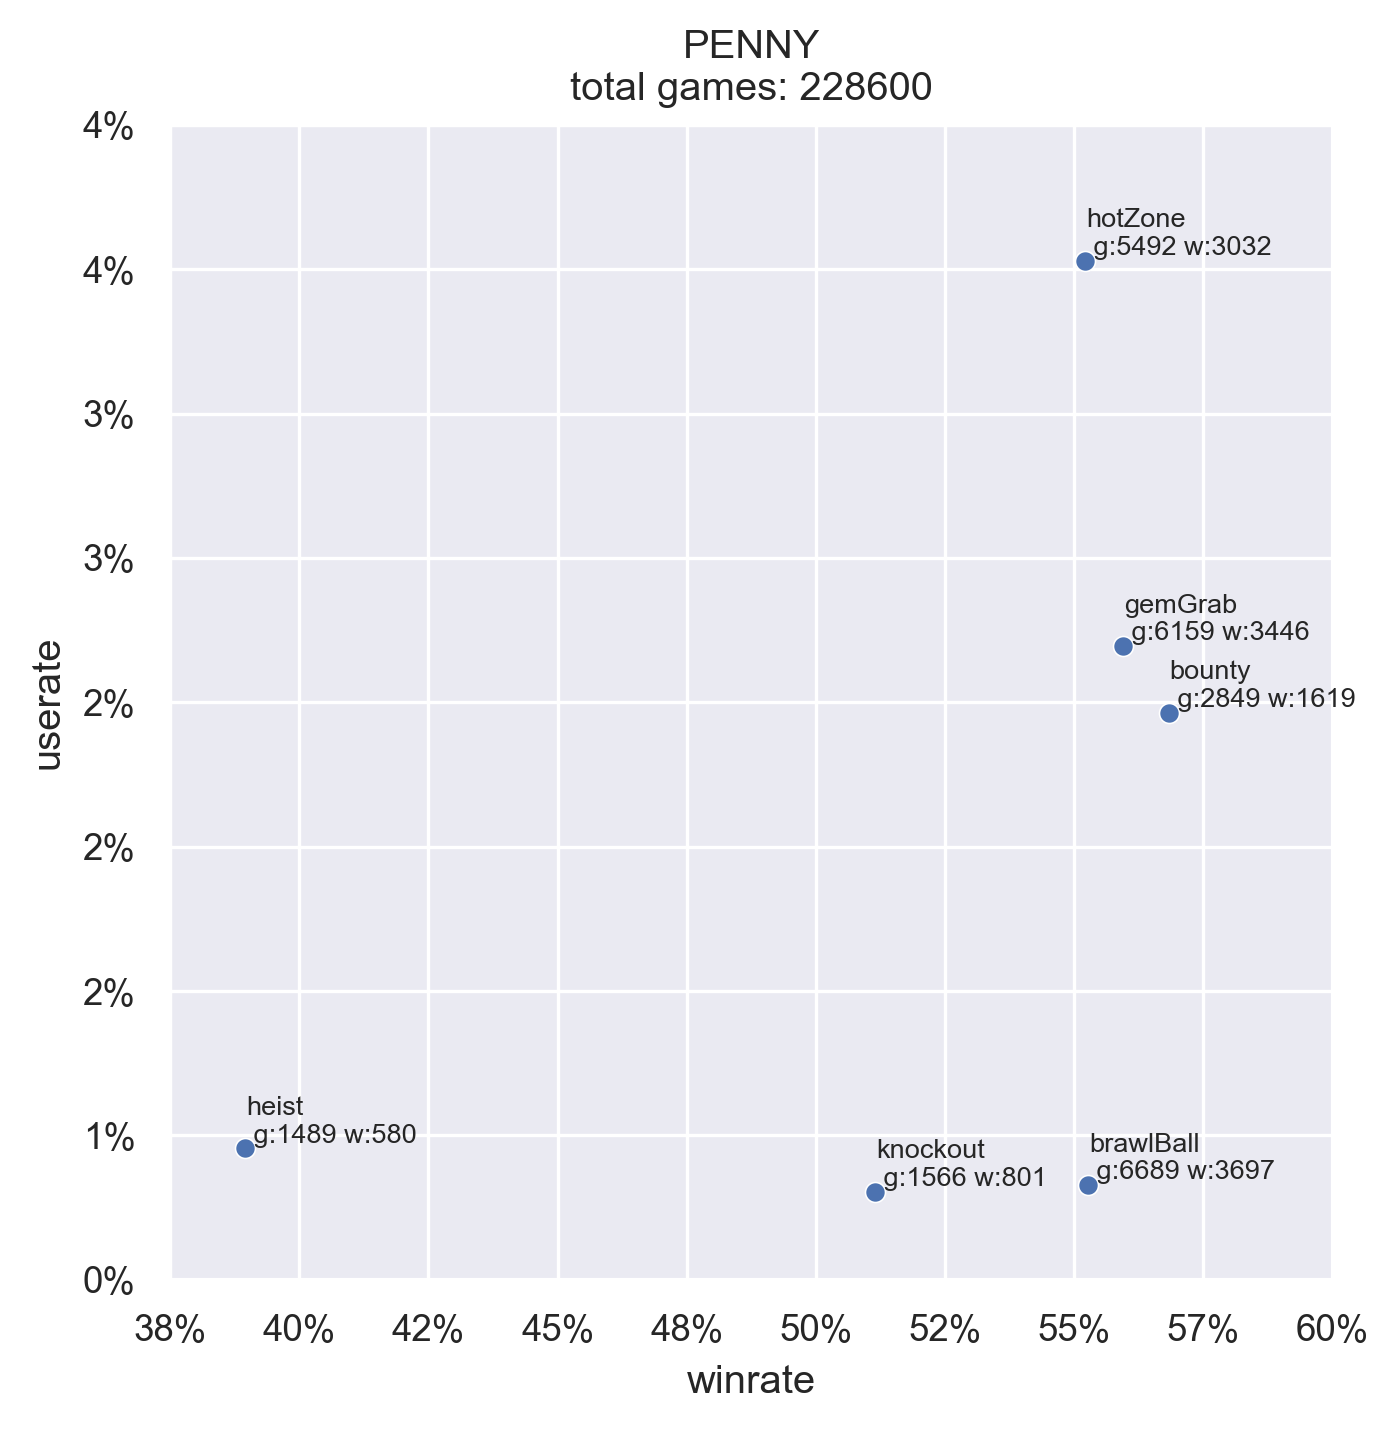 PENNY
total games: 228600
4%
hotZone
g:5492 w:3032
4%
3%
3%
gemGrab
g:6159 w:3446
bounty
g:2849 w:1619
2%
userate
2%
2%
heist
g:1489 w:580
1%
knockout
g:1566 w:801
brawlBall
g:6689 w:3697
0%
38% 40% 42% 45% 48% 50% 52% 55% 57% 60%
winrate